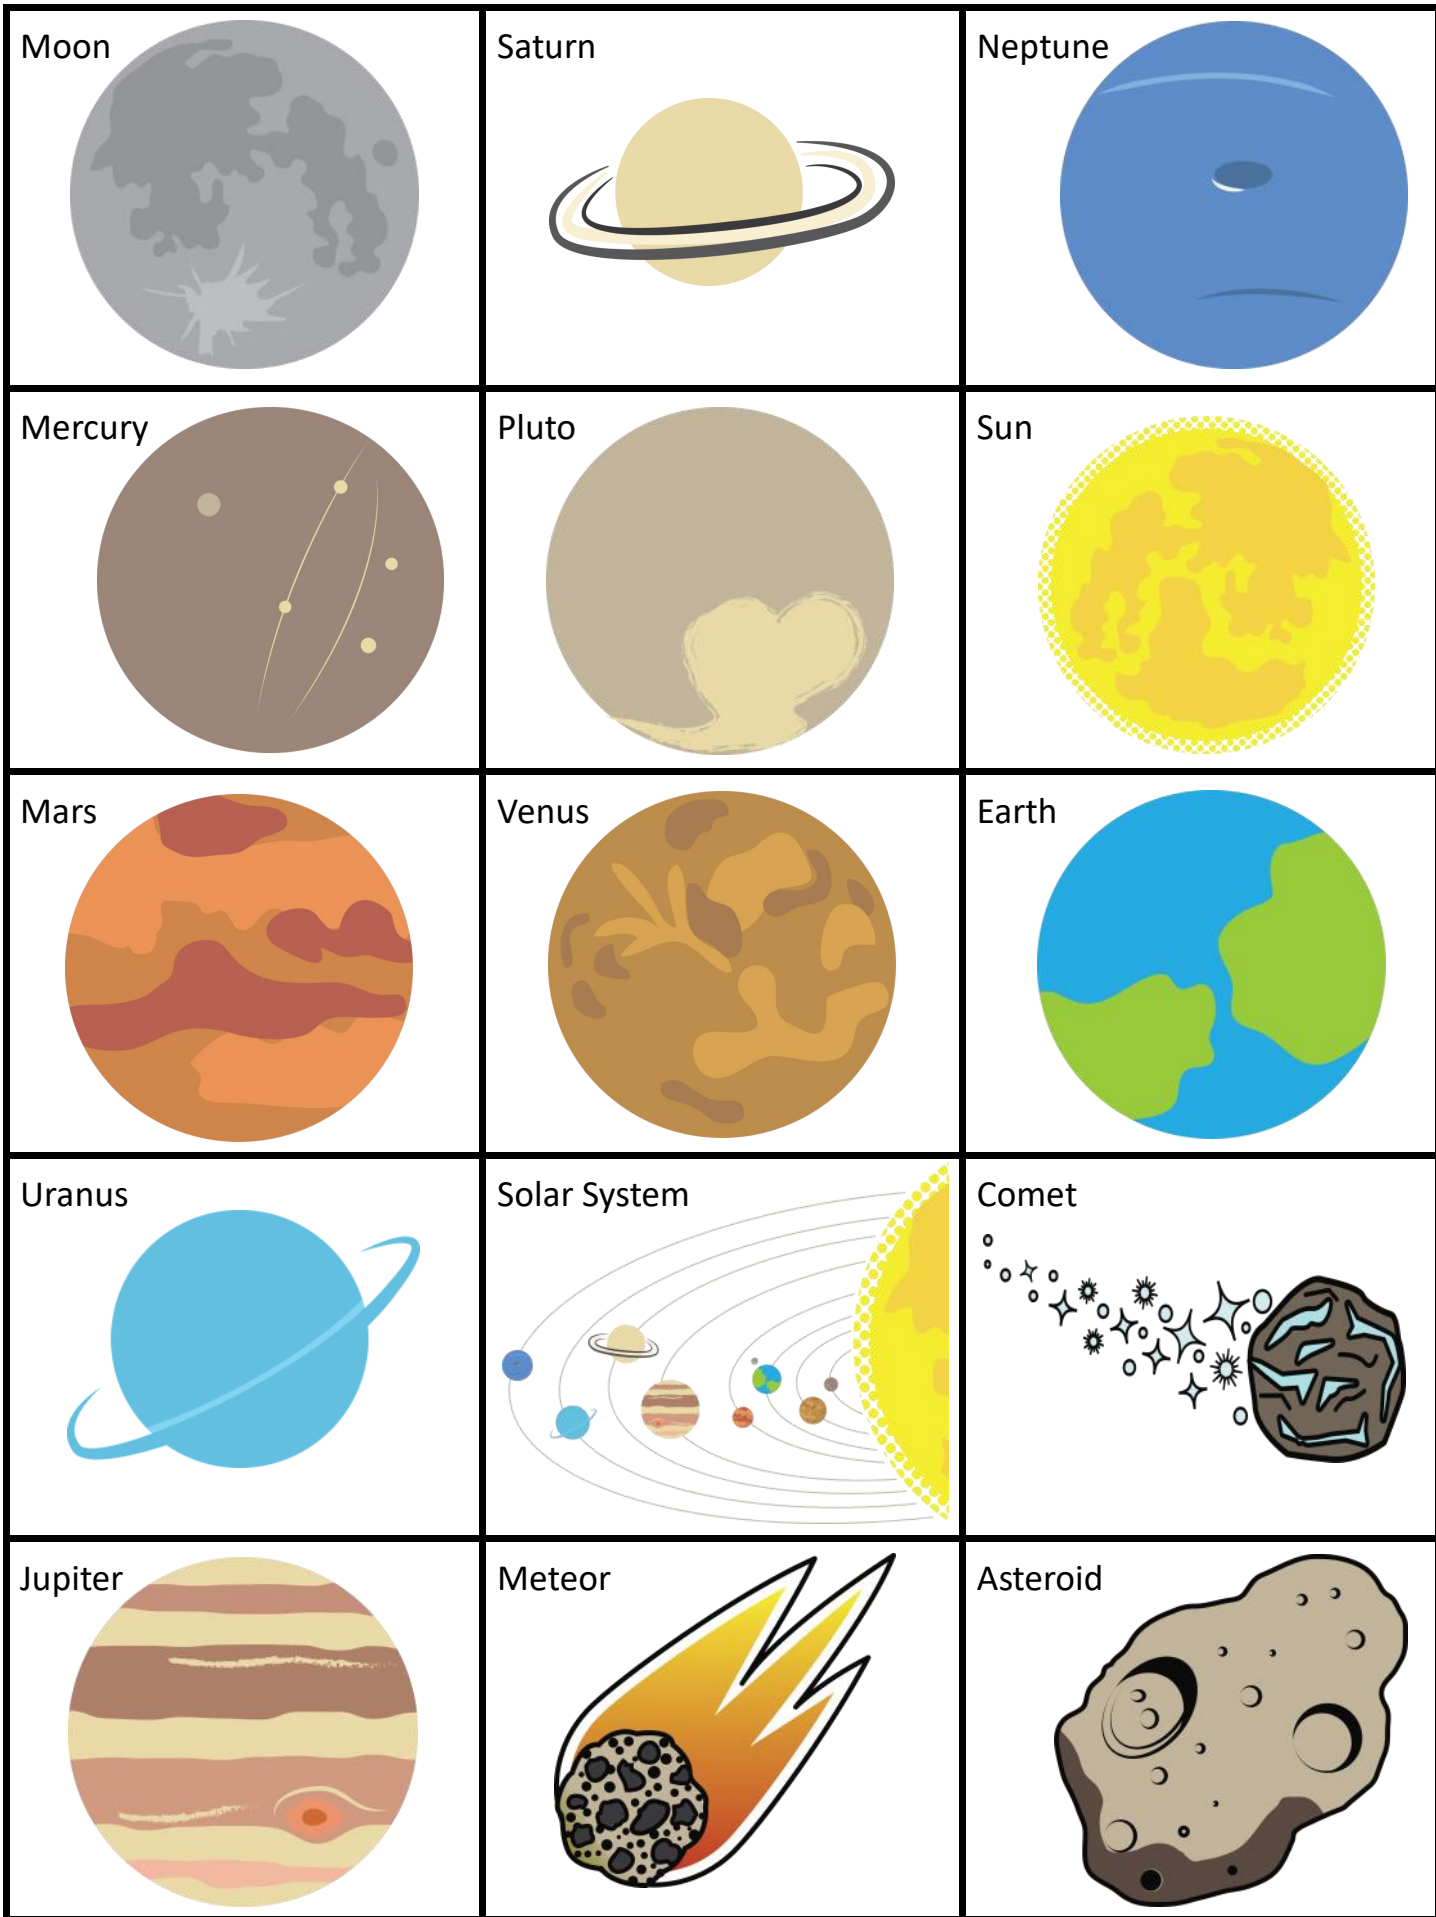 Moon
Saturn
Neptune
Mercury
Pluto
Sun
Mars
Venus
Earth
Uranus
Solar System
Comet
Jupiter
Meteor
Asteroid